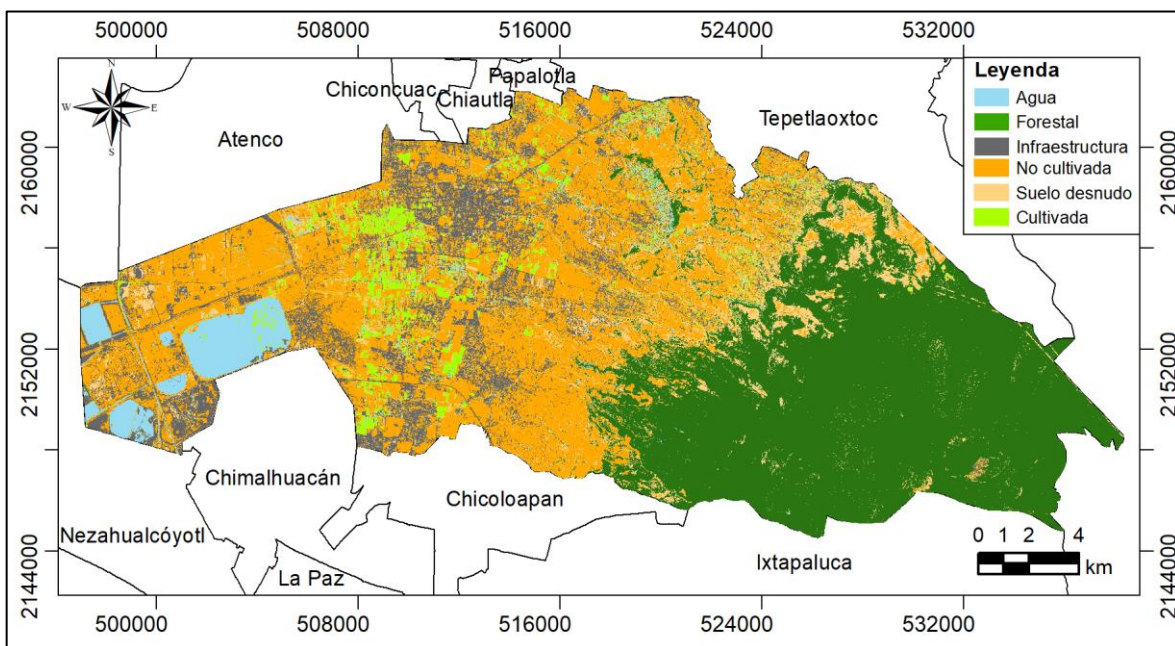 500000 508000 516000 524000 532000
Papalotla
Chiconcuac
Chiautla
Atenco
Tepetlaoxtoc
N
W E
S
Leyenda
Agua
Forestal
Infraestructura
No cultivada
Suelo desnudo
Cultivada
2160000 2160000
2152000 2152000
2144000 2144000
Chimalhuacán
Chicoloapan
Nezahualcóyotl
La Paz
Ixtapaluca
0 1 2 4
km
500000 508000 516000 524000 532000